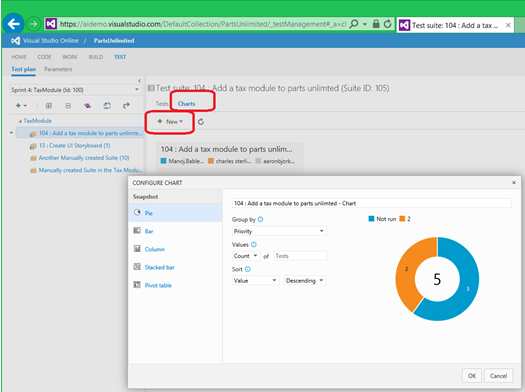 https://aidemo.visualstudio.com/DefaultCollection/PartsUnlimited/_testManagement#_a=c
Test suite: 104 : Add a tax ...
Visual Studio Online / PartsUnlimited
HOME CODE WORK BUILD TEST
Test plan Parameters
Sprint 4: TaxModule (Id: 100)
Test suite: 104 : Add a tax module to parts unlimted (Suite ID: 105)
Tests Charts
New
TaxModule
104 : Add a tax module to parts unlimte...
13 : Create UI Storyboard (1)
Another Manually created Suite (10)
Manually created Suite in the Tax Modu...
104 : Add a tax module to parts unlim...
Manoj.Bable... charles sterli... aaronbjork...
CONFIGURE CHART
Snapshot
Pie
Bar
Column
Stacked bar
Pivot table
104 : Add a tax module to parts unlimted - Chart
Group by
Priority
Values
Count of Tests
Sort
Value Descending
Not run 2
2
5
3
OK Cancel